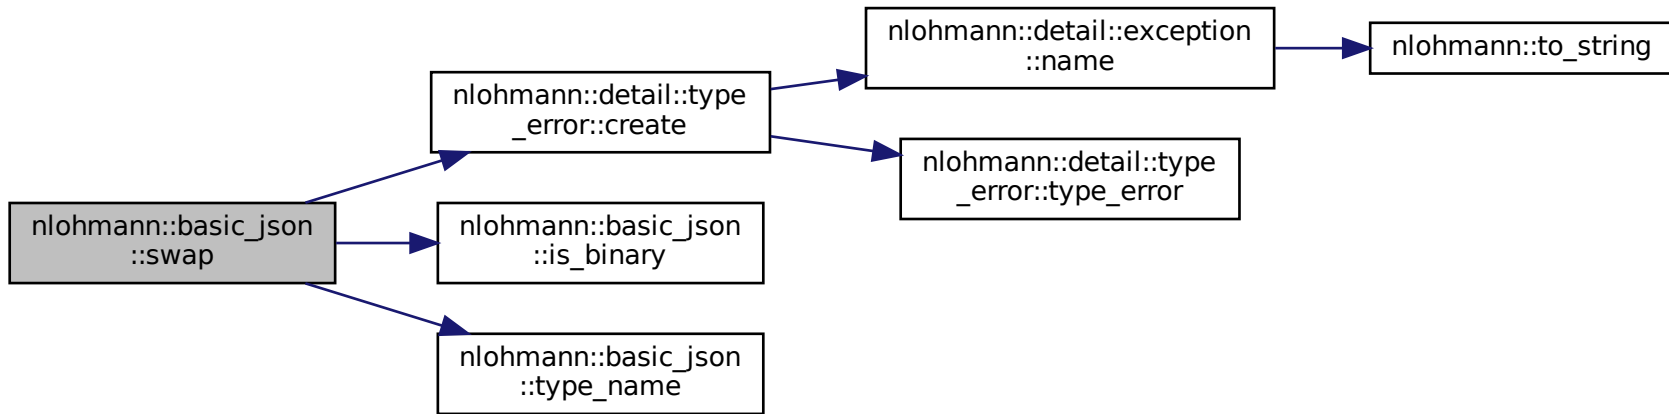 nlohmann::basic_json
::swap
nlohmann::detail::type
_error::create
nlohmann::basic_json
::is_binary
nlohmann::basic_json
::type_name
nlohmann::detail::exception
::name
nlohmann::detail::type
_error::type_error
nlohmann::to_string